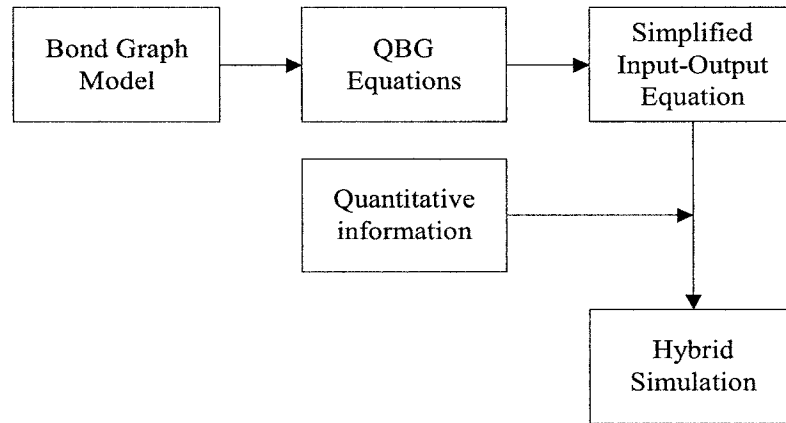 Bond Graph
Model
QBG
Equations
Simplified
Input-Output
Equation
Quantitative
information
Hybrid
Simulation